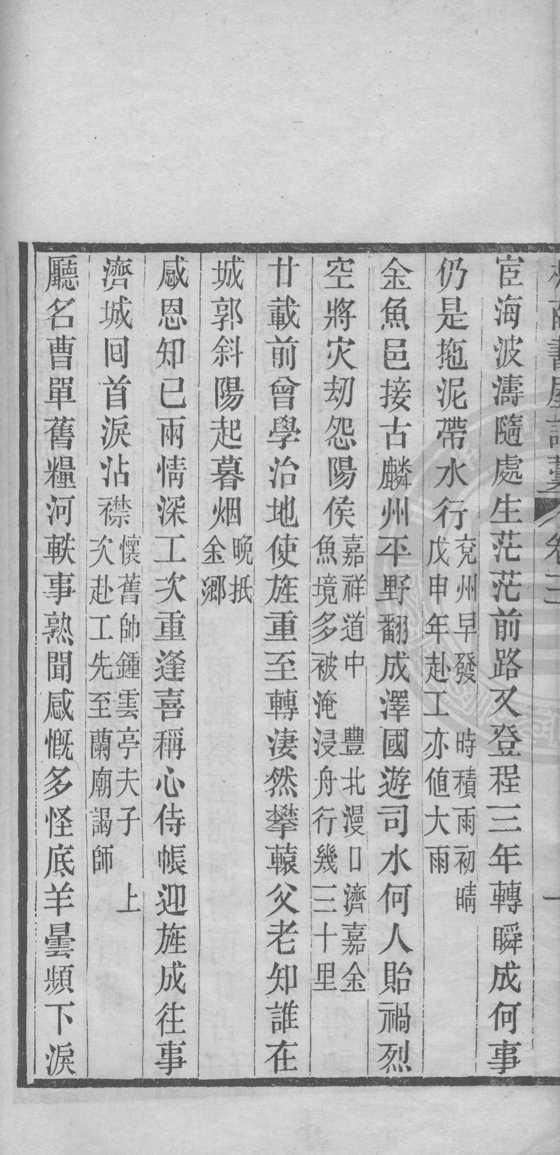 宦海波濤隨處生茫茫前路又登程三年轉瞬成何事
仍是拖泥帶水行
兗州早發 時積雨初晴
戊申年赴工亦値大雨
金魚邑接古麟州平野翻成澤國遊司水何人貽禍烈
空將灾刧怨陽侯
嘉祥道中 豐北漫口濟嘉金
魚境多被淹浸舟行幾三十里
廿載前曾學治地使旌重至轉淒然攀轅父老知誰在
城郭斜陽起暮烟
晚抵
金鄉
感恩知已兩情深工次重逢喜稱心侍帳迎旌成往事
濟城回首淚沾襟
懷舊師鍾雲亭夫子 上
次赴工先至蘭廟謁師
廳名曹單舊糧河軼事熟聞感慨多怪底羊曇頻下淚